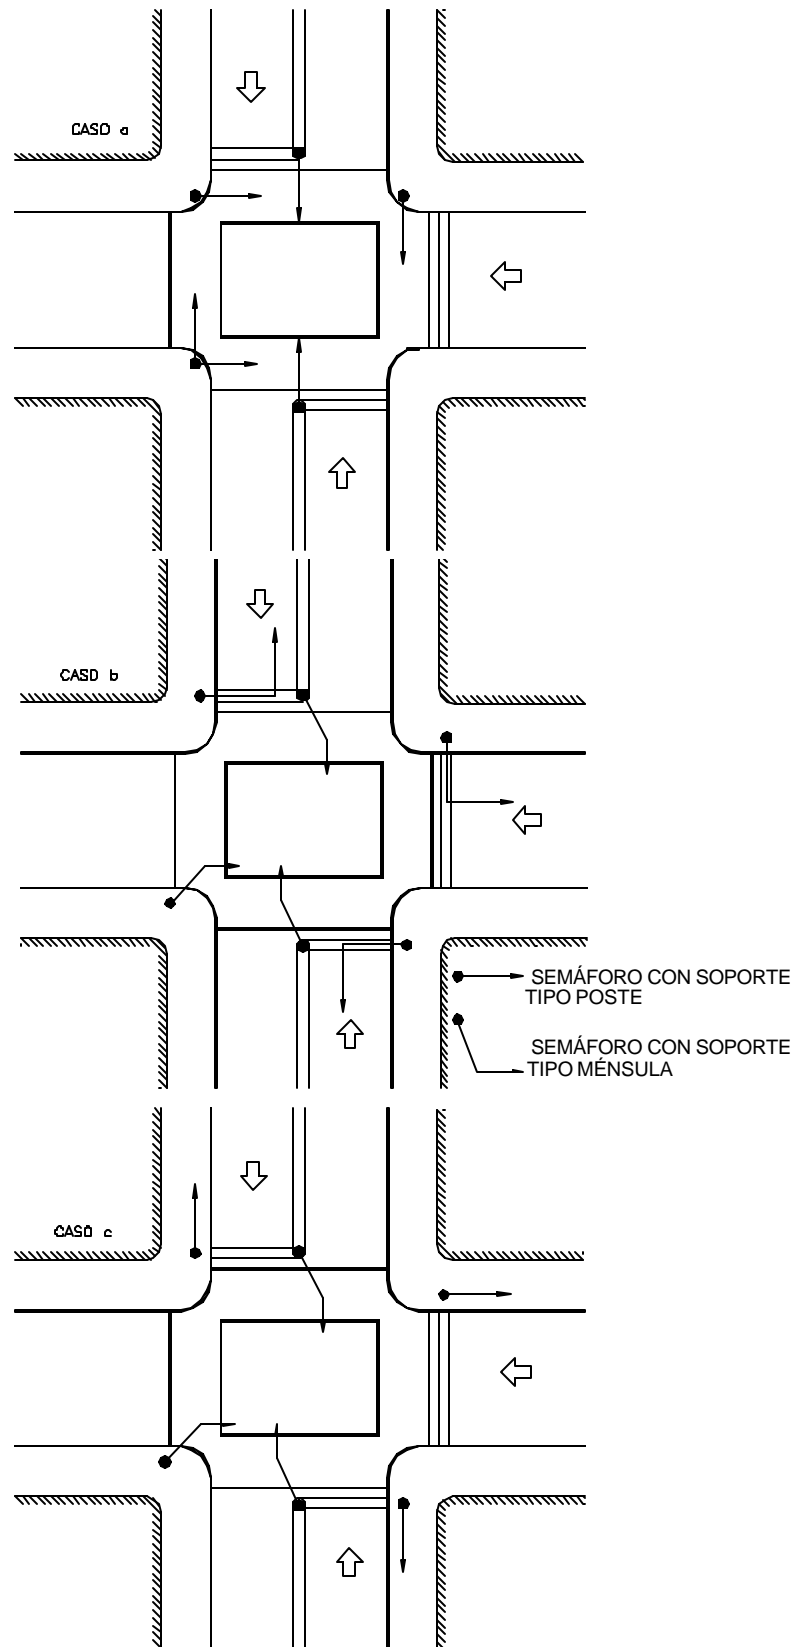 CASO a
CASO b
SEMÁFORO CON SOPORTE
TIPO POSTE
SEMÁFORO CON SOPORTE
TIPO MÉNSULA
CASO c